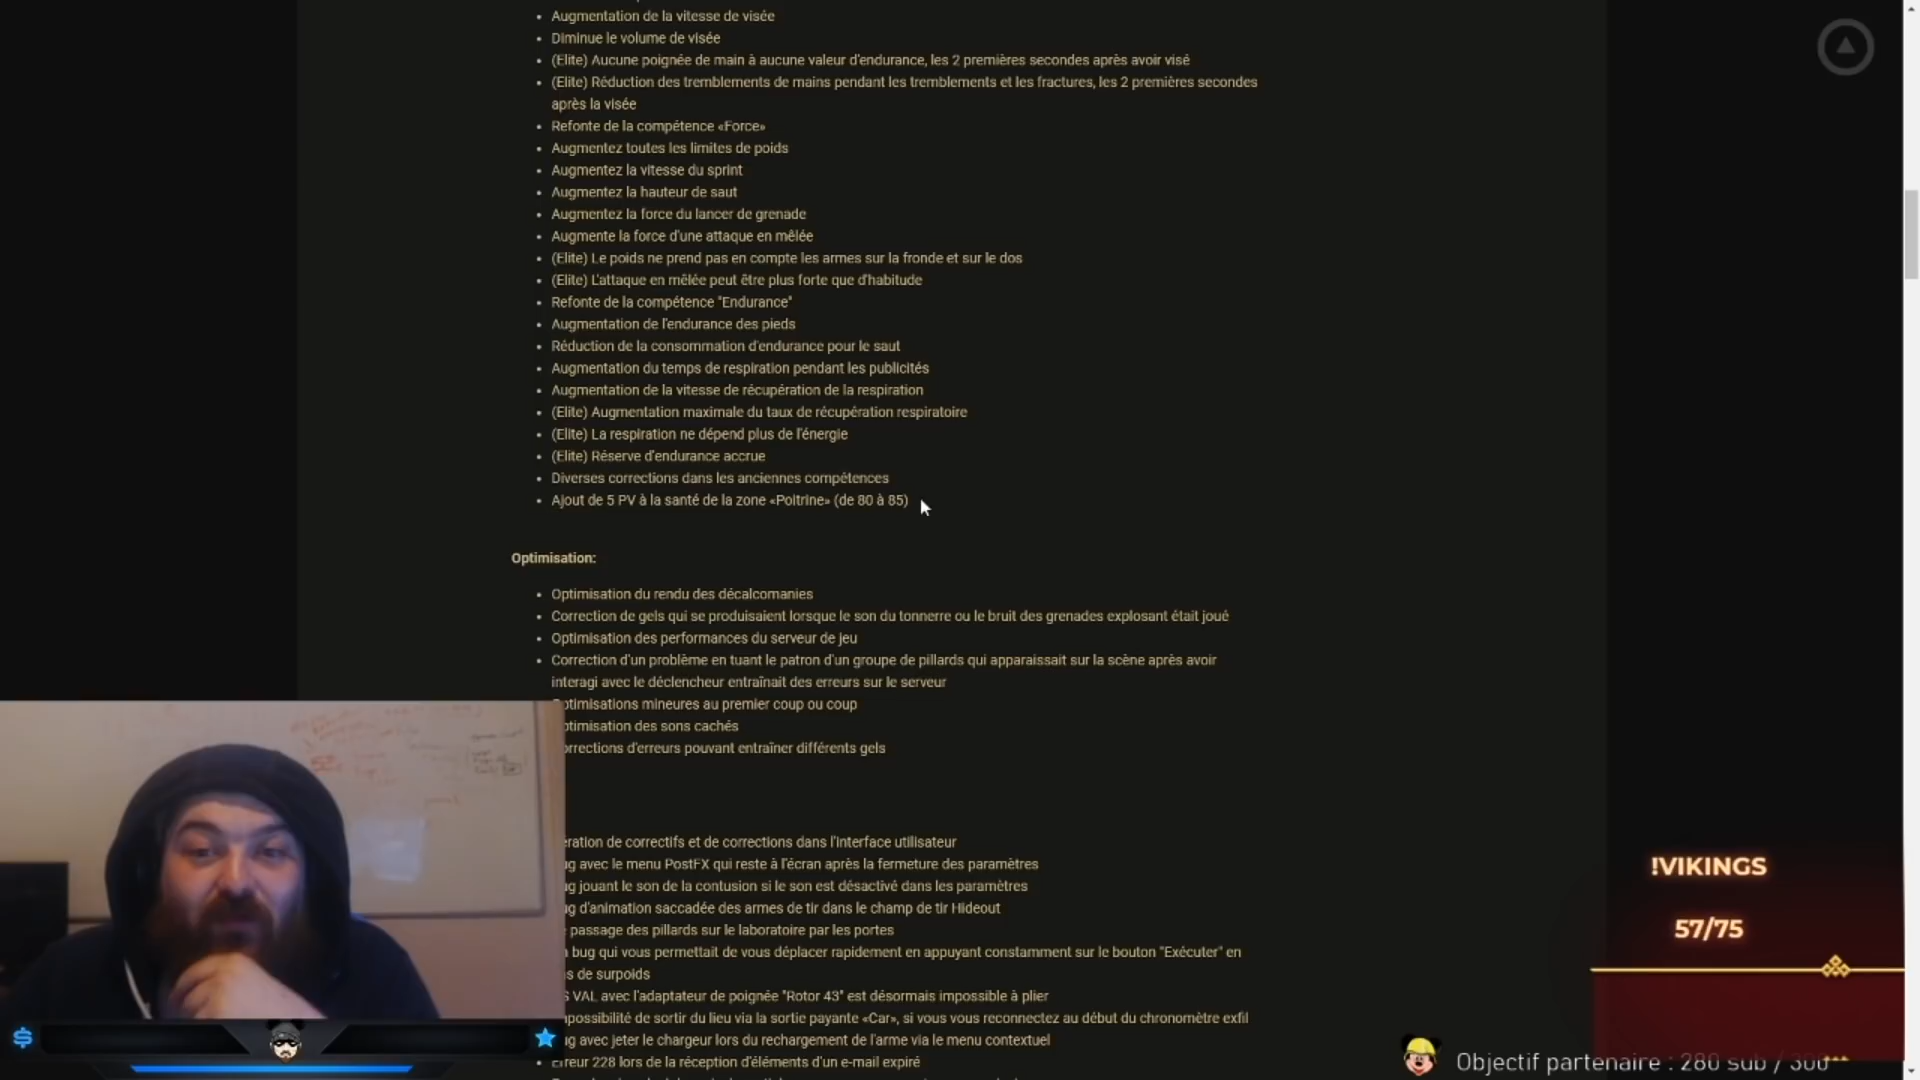 Augmentation de la vitesse de visée
Diminue le volume de visée
(Elite) Aucune poignée de main à aucune valeur d'endurance, les 2 premières secondes après avoir visé
(Elite) Réduction des tremblements de mains pendant les tremblements et les fractures, les 2 premières secondes
après la visée
Refonte de la compétence «Force»
Augmentez toutes les limites de poids
Augmentez la vitesse du sprint
Augmentez la hauteur de saut
Augmentez la force du lancer de grenade
Augmente la force d'une attaque en mêlée
(Elite) Le poids ne prend pas en compte les armes sur la fronde et sur le dos
(Elite) L'attaque en mêlée peut être plus forte que d'habitude
Refonte de la compétence "Endurance"
Augmentation de l'endurance des pieds
Réduction de la consommation d'endurance pour le saut
Augmentation du temps de respiration pendant les publicités
Augmentation de la vitesse de récupération de la respiration
(Elite) Augmentation maximale du taux de récupération respiratoire
(Elite) La respiration ne dépend plus de l'énergie
(Elite) Réserve d'endurance accrue
Diverses corrections dans les anciennes compétences
Ajout de 5 PV à la santé de la zone «Poitrine» (de 80 à 85)
Optimisation:
Optimisation du rendu des décalcomanies
Correction de gels qui se produisaient lorsque le son du tonnerre ou le bruit des grenades explosant était joué
Optimisation des performances du serveur de jeu
Correction d'un problème en tuant le patron d'un groupe de pillards qui apparaissait sur la scène après avoir
interagi avec le déclencheur entraînait des erreurs sur le serveur
ptimisations mineures au premier coup ou coup
ptimisation des sons cachés
orrections d'erreurs pouvant entraîner différents gels
ération de correctifs et de corrections dans l'interface utilisateur
ug avec le menu PostFX qui reste à l'écran après la fermeture des paramètres
ug jouant le son de la contusion si le son est désactivé dans les paramètres
ug d'animation saccadée des armes de tir dans le champ de tir Hideout
passage des pillards sur le laboratoire par les portes
bug qui vous permettait de vous déplacer rapidement en appuyant constamment sur le bouton "Exécuter" en
s de surpoids
S VAL avec l'adaptateur de poignée "Rotor 43" est désormais impossible à plier
mpossibilité de sortir du lieu via la sortie payante «Car», si vous vous reconnectez au début du chronomètre exfil
ug avec jeter le chargeur lors du rechargement de l'arme via le menu contextuel
Erreur 228 lors de la réception d'éléments d'un e-mail expiré
!VIKINGS
57/75
Objectif partenaire : 280 sub / 300